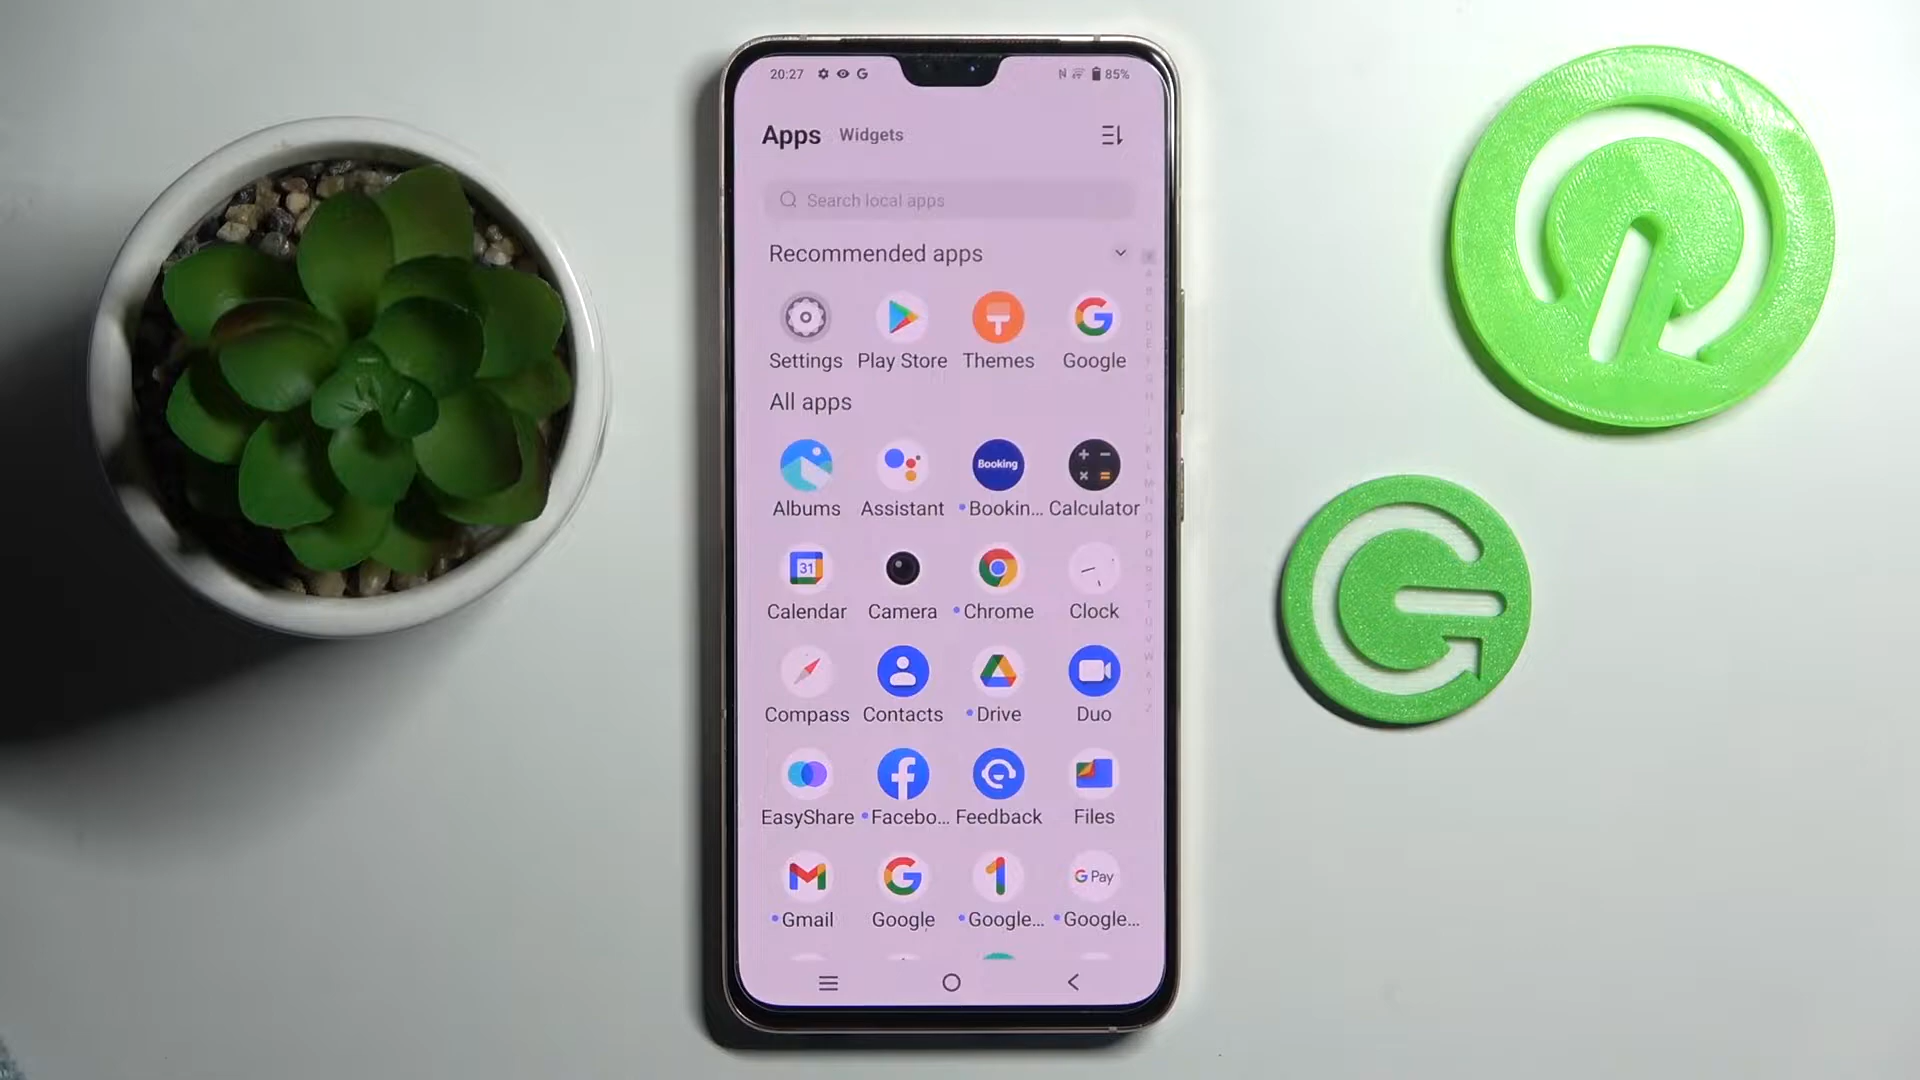 20:27 85%
Apps Widgets
Search local apps
Recommended apps
Settings Play Store Themes Google
All apps
Booking
Albums Assistant Bookin... Calculator
31
Calendar Camera Chrome Clock
Compass Contacts Drive Duo
EasyShare Facebo... Feedback Files
G Pay
Gmail Google Google... Google...